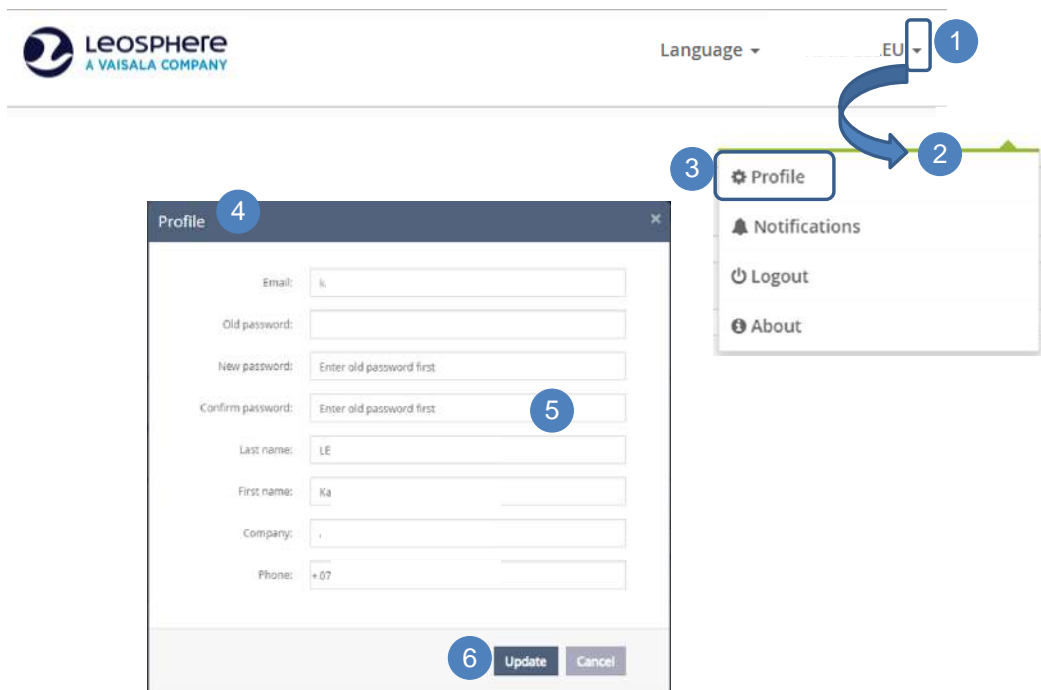 LEOSPHERE
A VAISALA COMPANY
Language
EU
1
2
3
Profile
Notifications
Logout
About
Profile
4
×
Email: k.
Old password:
New password: Enter old password first
Confirm password: Enter old password first
5
Last name: LE
First name: Ka
Company:
Phone: +.07
6
Update
Cancel